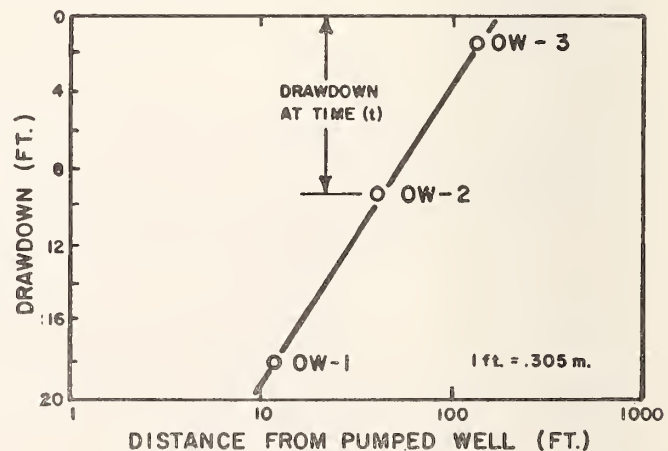 0
4
8
12
16
20
DRAWDOWN (FT.)
DRAWDOWN
AT TIME (t)
OW-3
OW-2
OW-1
1 ft. = .305 m.
1
10
100
1000
DISTANCE FROM PUMPED WELL (FT.)